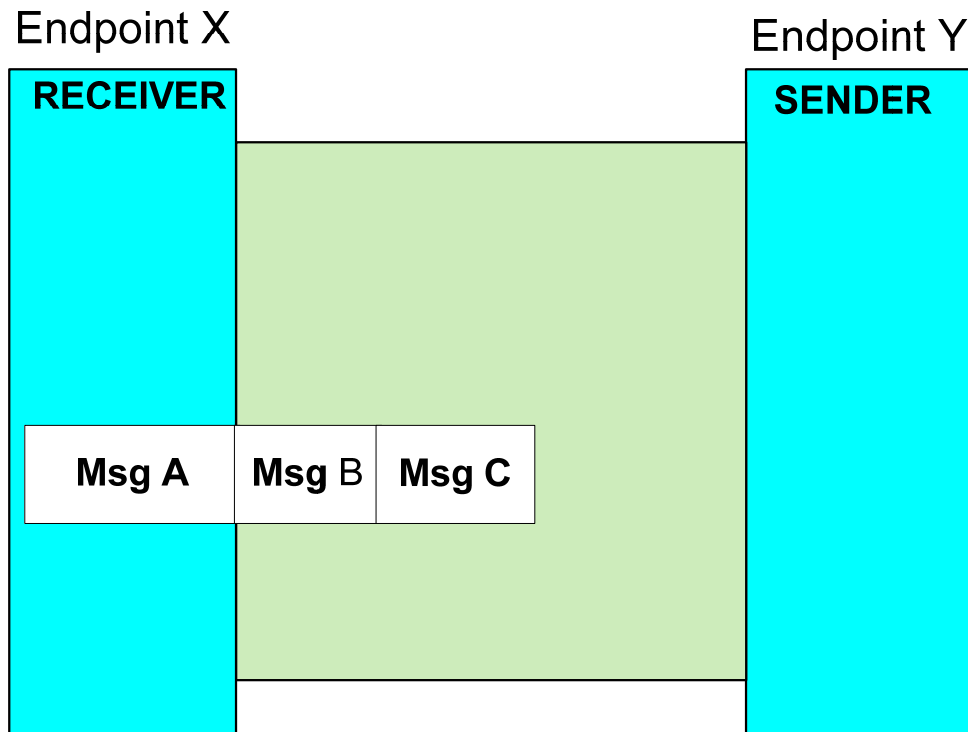 Endpoint X
Endpoint Y
RECEIVER
SENDER
Msg A
Msg B
Msg C